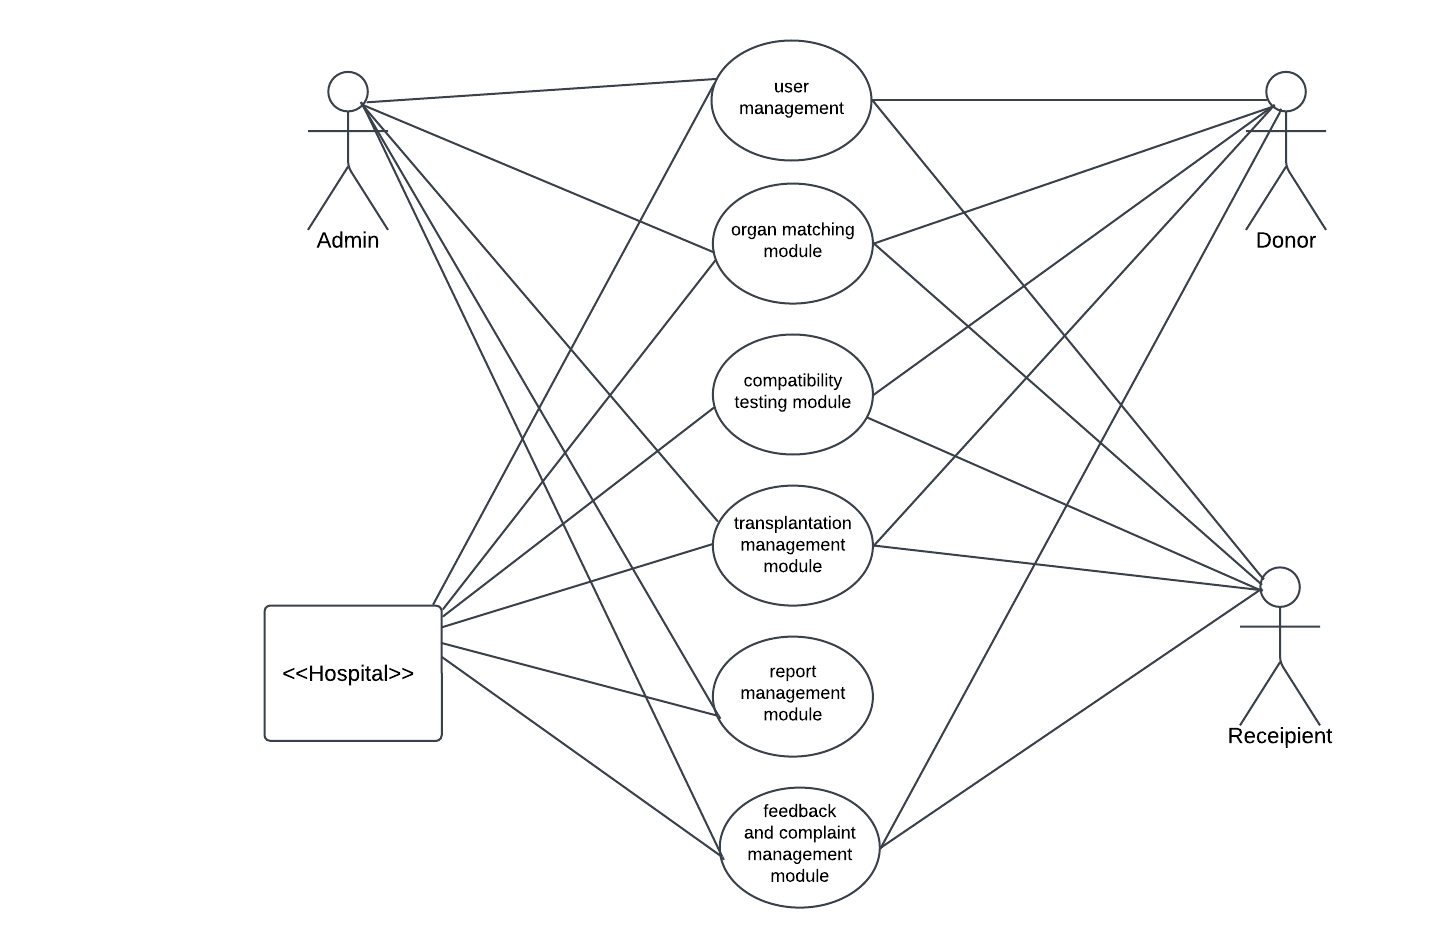 user
management
Admin
Donor
organ matching
module
compatibility
testing module
transplantation
management
module
<<Hospital>>
report
management
module
Receipient
feedback
and complaint
management
module